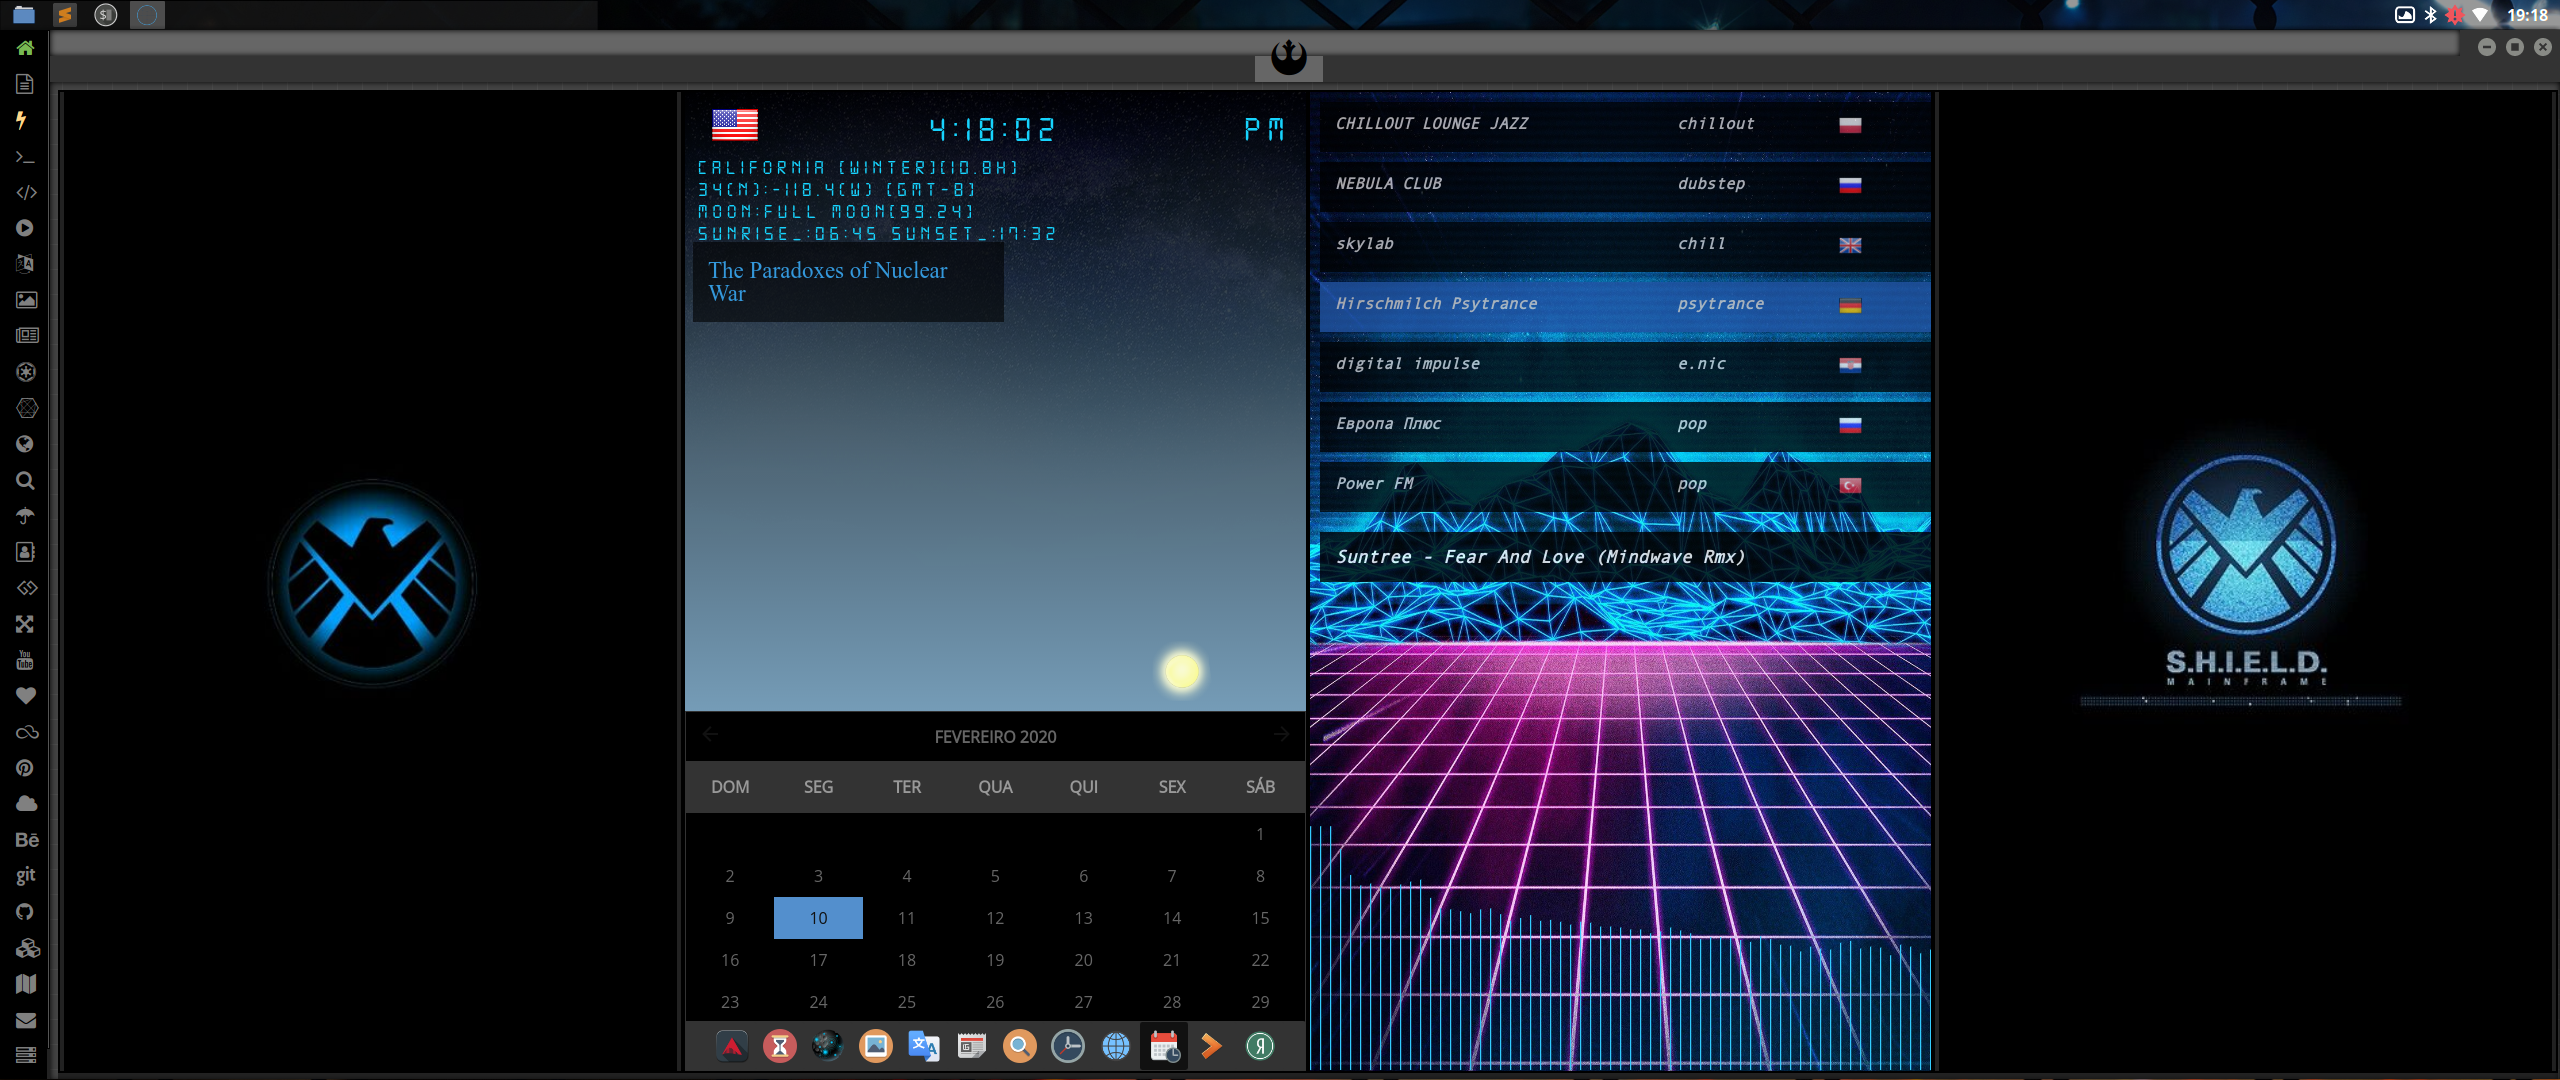 19:18
4:18:02 PM
CALIFORNIA [WINTER][10.8H]
34[N]:-118.4[W] [GMT-8]
MOON:FULL MOON[99.24]
SUNRISE_:06:45 SUNSET_:17:32
The Paradoxes of Nuclear
War
CHILLOUT LOUNGE JAZZ chillout
NEBULA CLUB dubstep
skylab chill
Hirschmilch Psytrance psytrance
digital impulse e.nic
Европа Плюс pop
Power FM pop
Suntree - Fear And Love (Mindwave Rmx)
S.H.I.E.L.D.
MAINFRAME
FEVEREIRO 2020
DOM SEG TER QUA QUI SEX SÁB
1
2 3 4 5 6 7 8
9 10 11 12 13 14 15
16 17 18 19 20 21 22
23 24 25 26 27 28 29
You
Tube
Bē
git